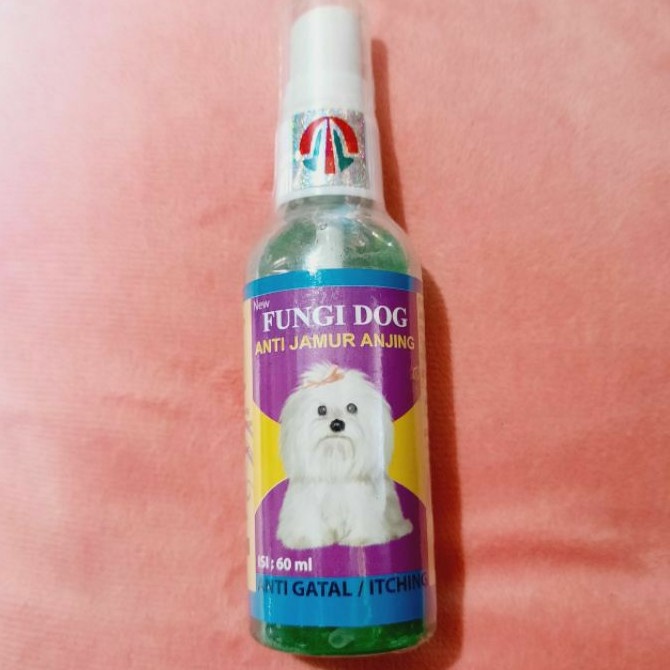 New
FUNGI DOG
ANTI JAMUR ANJING
ISI : 60 ml
ANTI GATAL / ITCHING